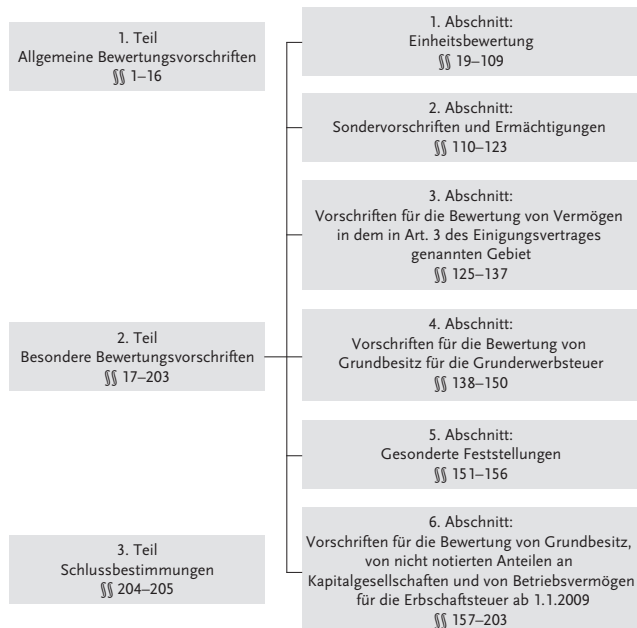 1. Teil
Allgemeine Bewertungsvorschriften
§§ 1–16
2. Teil
Besondere Bewertungsvorschriften
§§ 17–203
3. Teil
Schlussbestimmungen
§§ 204–205
1. Abschnitt:
Einheitsbewertung
§§ 19–109
2. Abschnitt:
Sondervorschriften und Ermächtigungen
§§ 110–123
3. Abschnitt:
Vorschriften für die Bewertung von Vermögen
in dem in Art. 3 des Einigungsvertrages
genannten Gebiet
§§ 125–137
4. Abschnitt:
Vorschriften für die Bewertung von
Grundbesitz für die Grunderwerbsteuer
§§ 138–150
5. Abschnitt:
Gesonderte Feststellungen
§§ 151–156
6. Abschnitt:
Vorschriften für die Bewertung von Grundbesitz,
von nicht notierten Anteilen an
Kapitalgesellschaften und von Betriebsvermögen
für die Erbschaftsteuer ab 1.1.2009
§§ 157–203